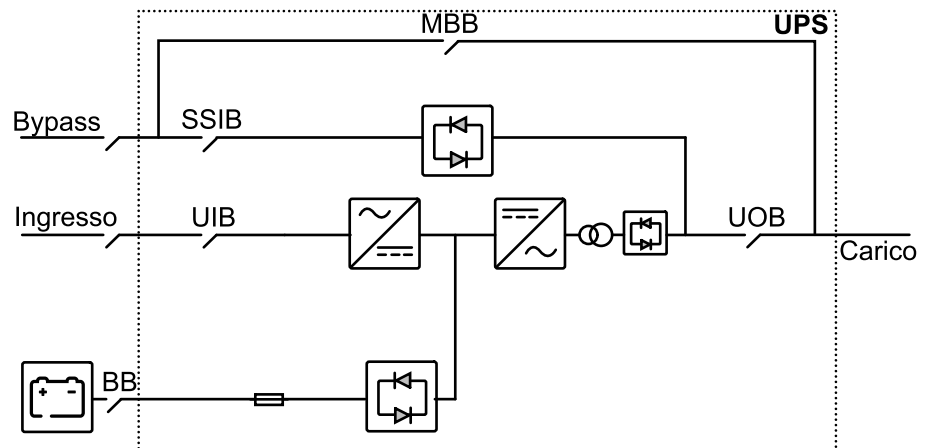 MBB
UPS
Bypass
SSIB
Ingresso
UIB
UOB
Carico
BB